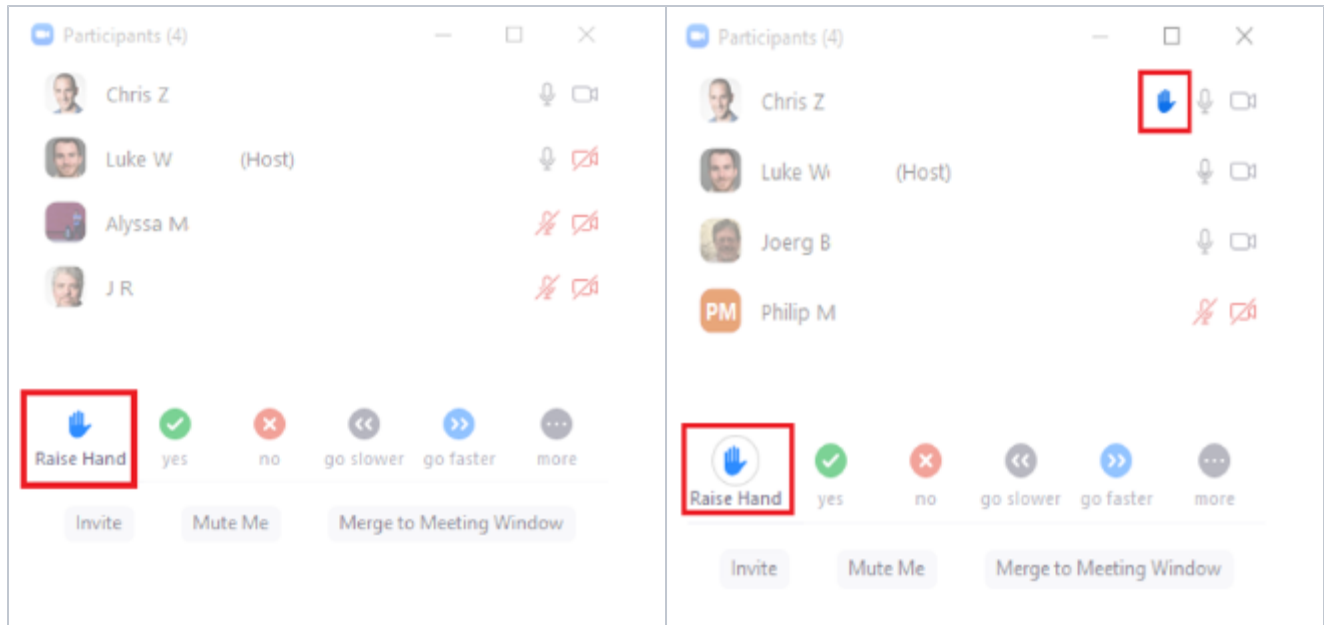 Participants (4)
Chris Z
Luke W (Host)
Alyssa M
J R
Raise Hand yes no go slower go faster more
Invite Mute Me Merge to Meeting Window
Participants (4)
Chris Z
Luke W (Host)
Joerg B
PM Philip M
Raise Hand yes no go slower go faster more
Invite Mute Me Merge to Meeting Window